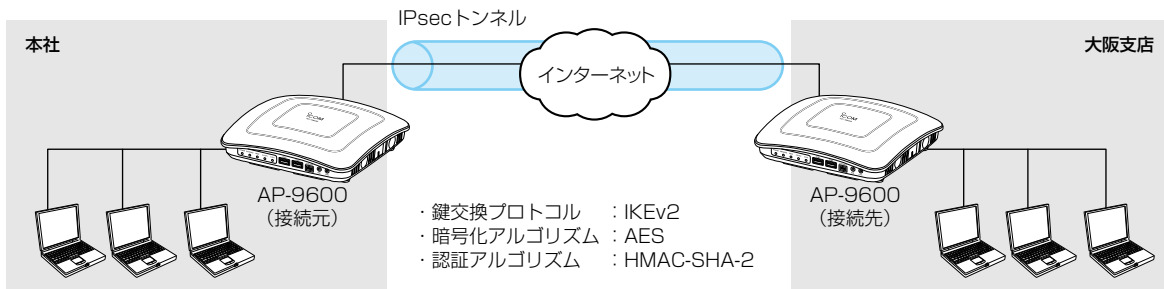 IPsecトンネル
本社
大阪支店
インターネット
ICOM
ICOM
AP-9600
（接続元）
AP-9600
（接続先）
・鍵交換プロトコル　：IKEv2
・暗号化アルゴリズム ：AES
・認証アルゴリズム　：HMAC-SHA-2